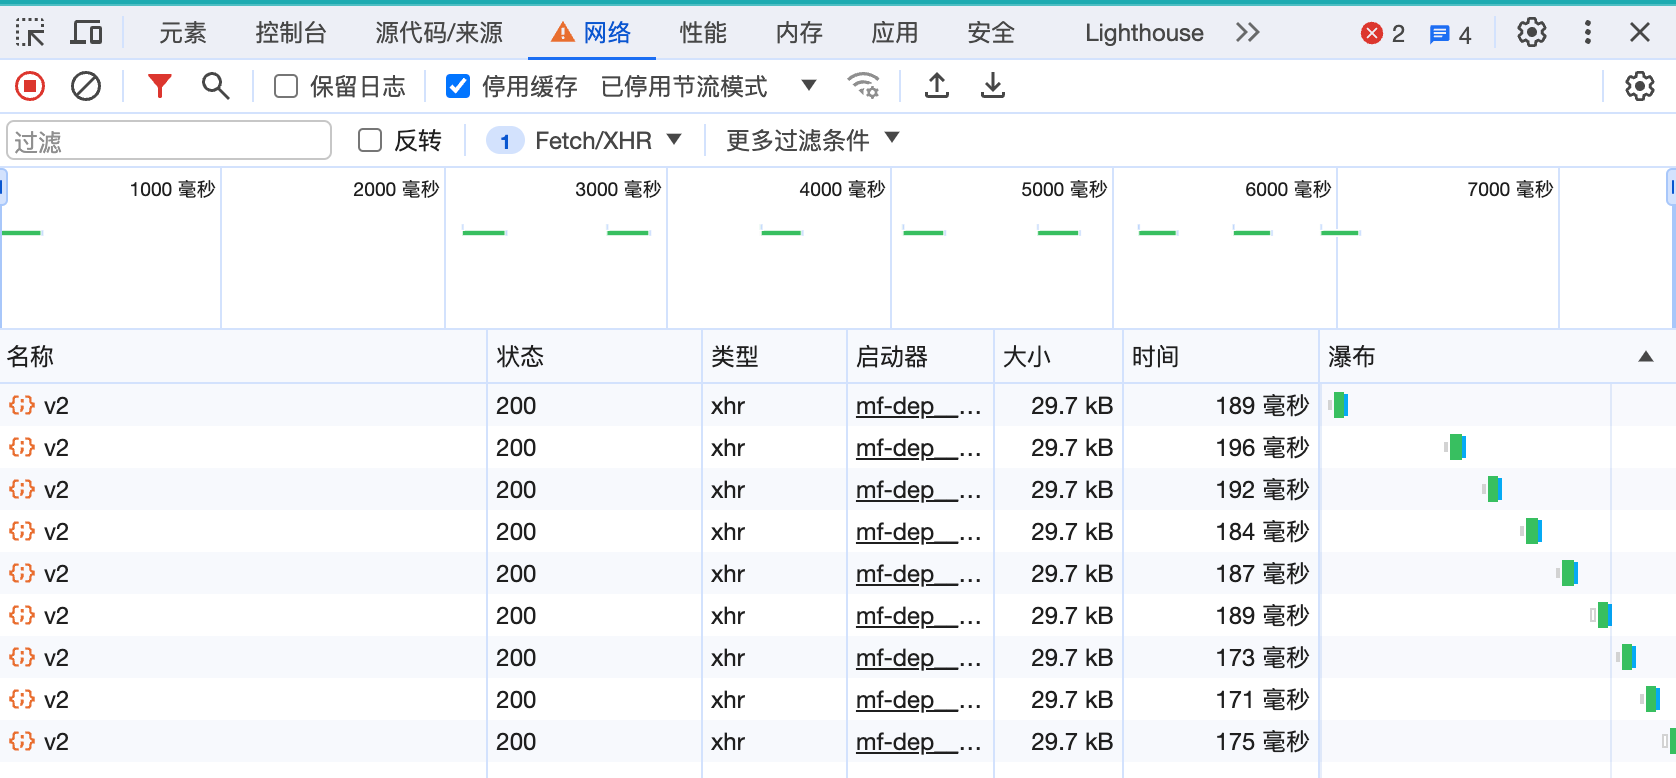 元素 控制台 源代码/来源 网络 性能 内存 应用 安全 Lighthouse 2 4
保留日志 停用缓存 已停用节流模式
过滤 反转 1 Fetch/XHR 更多过滤条件
1000 毫秒 2000 毫秒 3000 毫秒 4000 毫秒 5000 毫秒 6000 毫秒 7000 毫秒
名称 状态 类型 启动器 大小 时间 瀑布
v2 200 xhr mf-dep__... 29.7 kB 189 毫秒
v2 200 xhr mf-dep__... 29.7 kB 196 毫秒
v2 200 xhr mf-dep__... 29.7 kB 192 毫秒
v2 200 xhr mf-dep__... 29.7 kB 184 毫秒
v2 200 xhr mf-dep__... 29.7 kB 187 毫秒
v2 200 xhr mf-dep__... 29.7 kB 189 毫秒
v2 200 xhr mf-dep__... 29.7 kB 173 毫秒
v2 200 xhr mf-dep__... 29.7 kB 171 毫秒
v2 200 xhr mf-dep__... 29.7 kB 175 毫秒